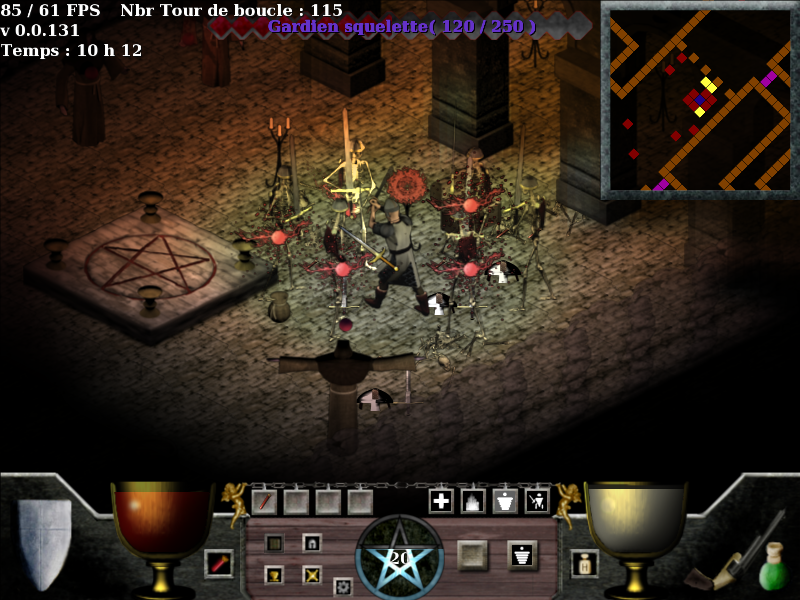 85 / 61 FPS   Nbr Tour de boucle : 115
Gardien squelette( 120 / 250 )
v 0.0.131
Temps : 10 h 12
20